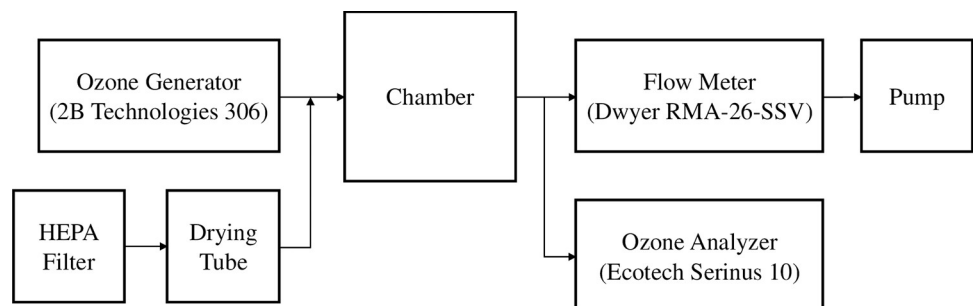 Ozone Generator
(2B Technologies 306)
Chamber
Flow Meter
(Dwyer RMA-26-SSV)
Pump
HEPA
Filter
Drying
Tube
Ozone Analyzer
(Ecotech Serinus 10)